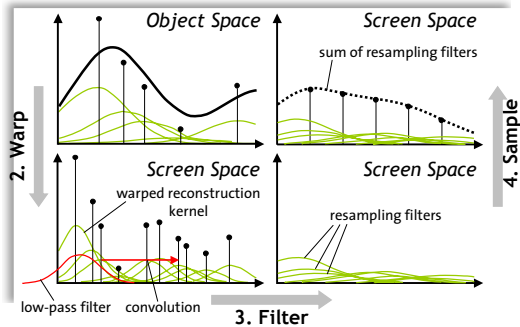 Object Space
Screen Space
sum of resampling filters
2. Warp
4. Sample
Screen Space
Screen Space
warped reconstruction
kernel
resampling filters
low-pass filter
convolution
3. Filter